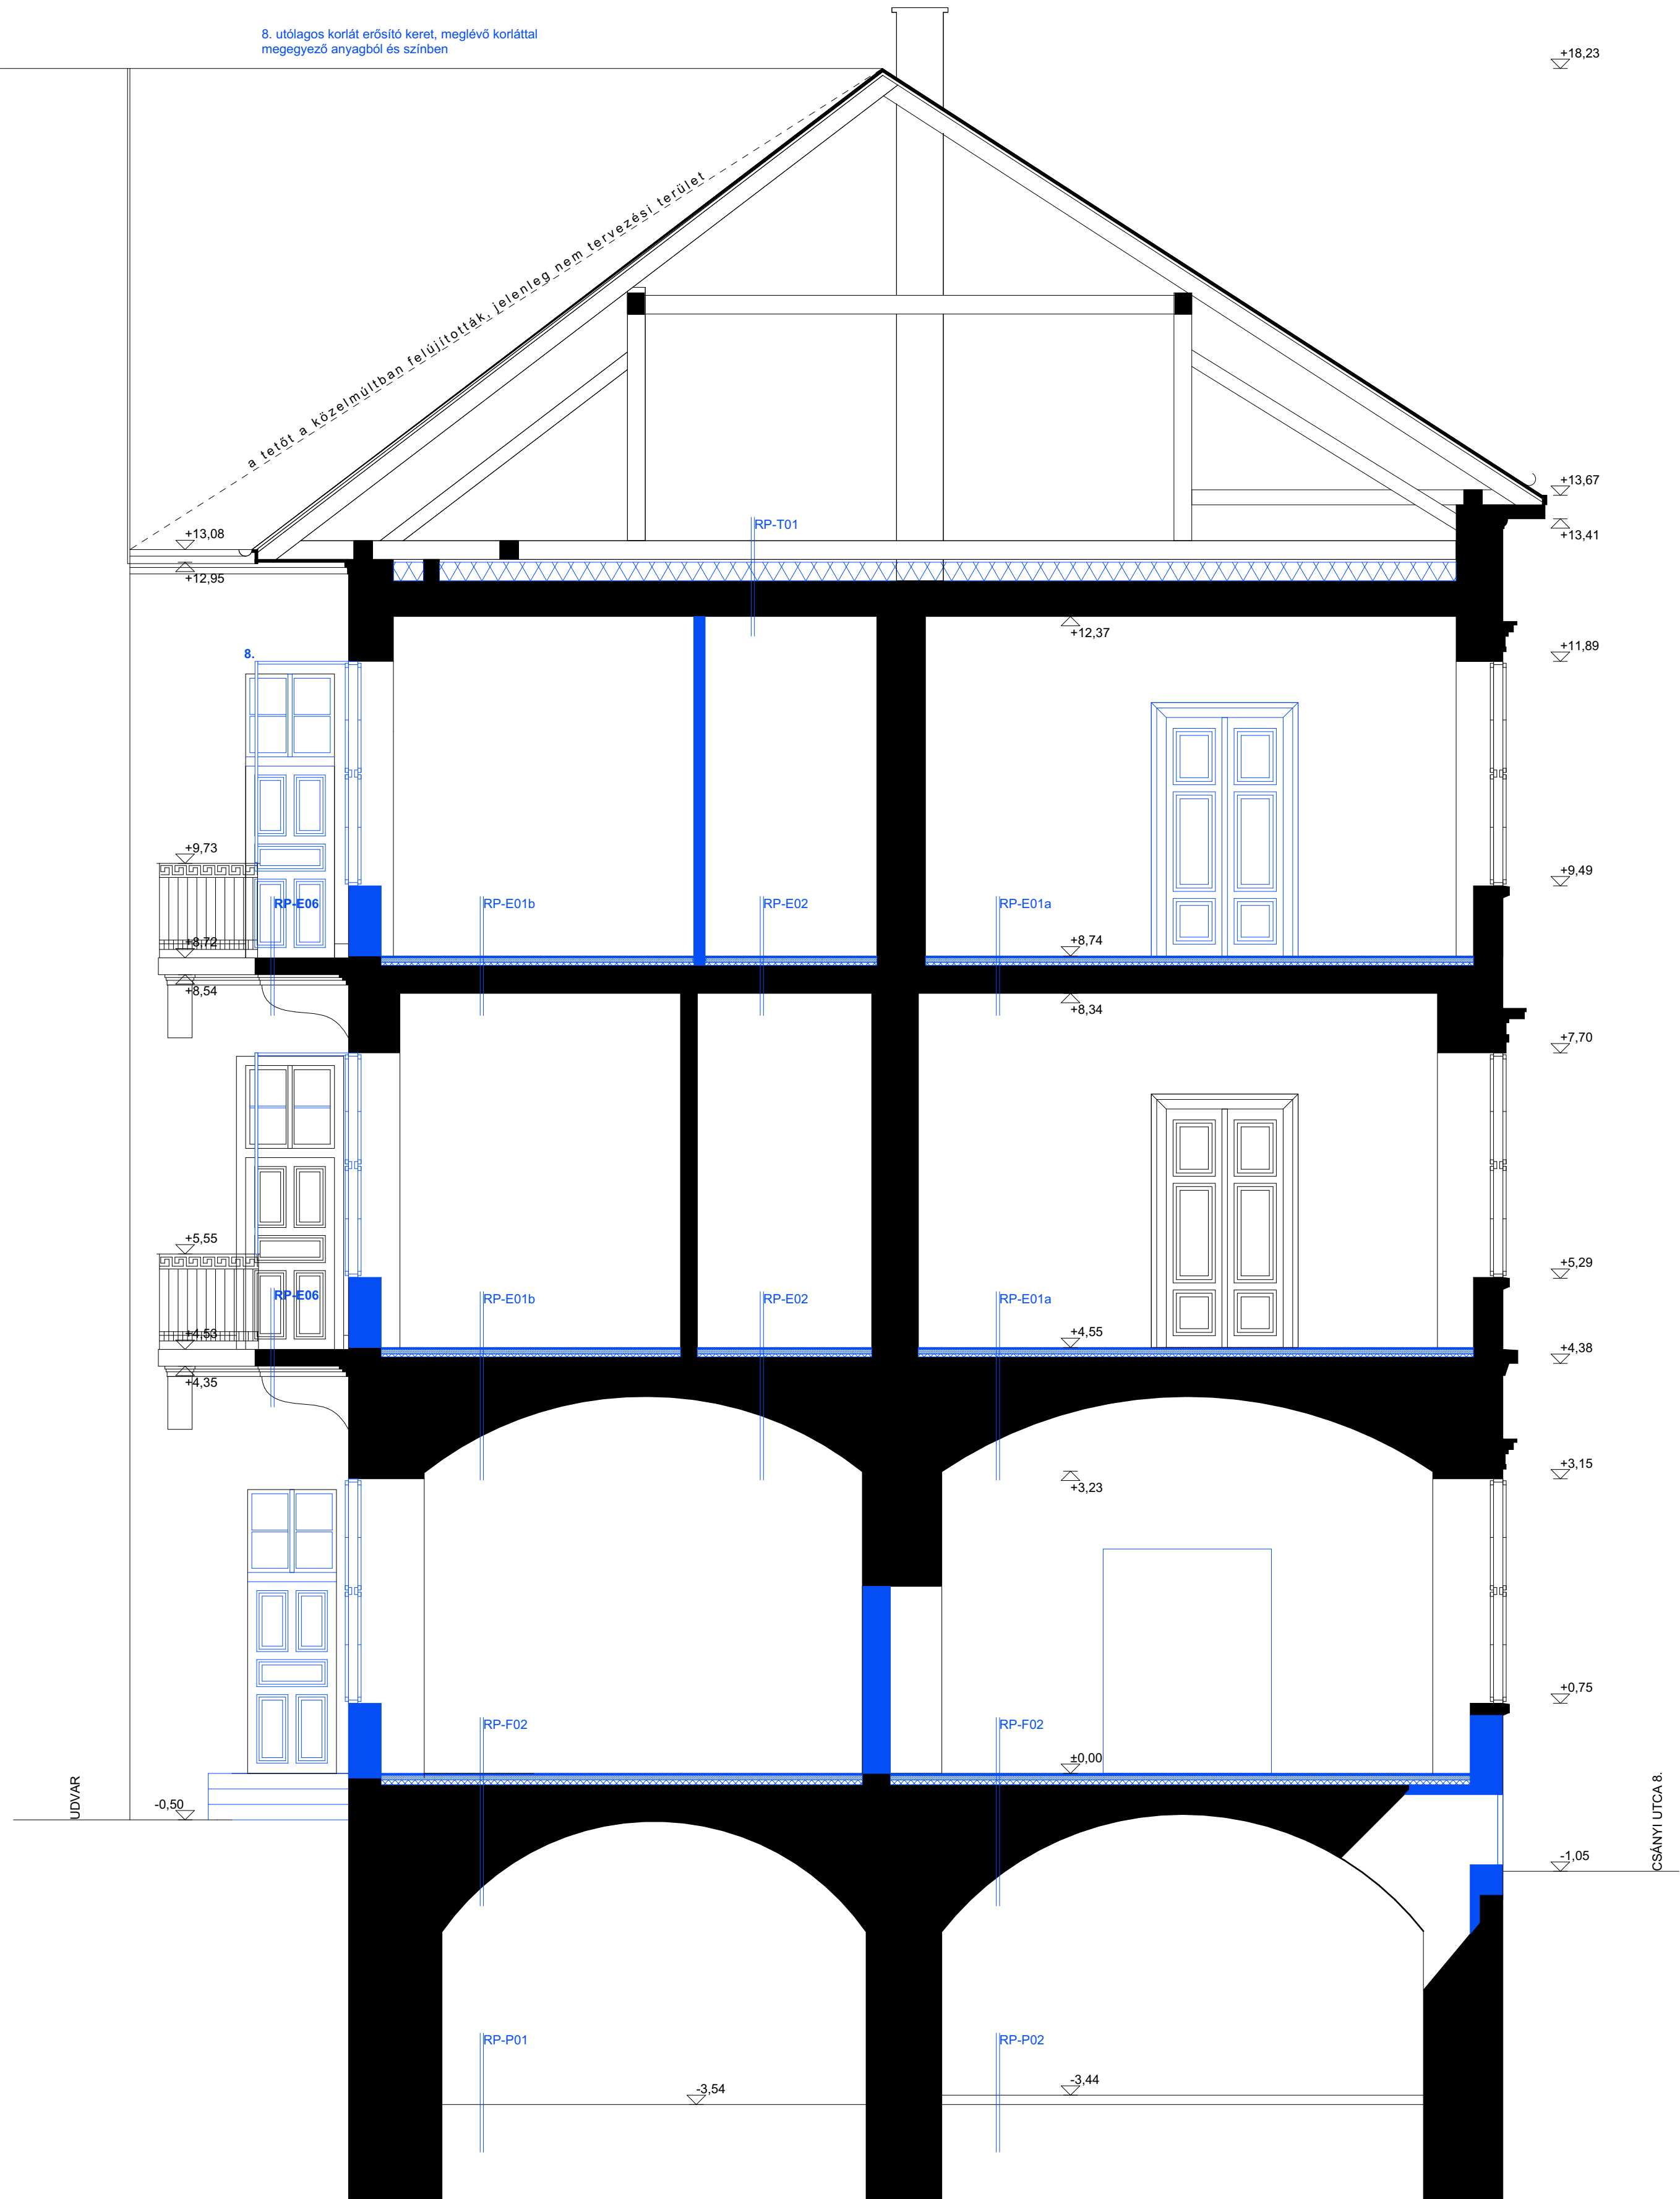 8. utólagos korlát erősítő keret, meglévő korláttal
megegyező anyagból és színben
+18,23
a tetőt a közelmúltban felújították, jelenleg nem tervezési terület
+13,67
+13,41
RP-T01
+13,08
+12,95
+12,37
+11,89
8.
+9,73
+9,49
RP-E06
RP-E01b
RP-E02
RP-E01a
+8,72
+8,74
+8,54
+8,34
+7,70
+5,55
+5,29
RP-E06
RP-E01b
RP-E02
RP-E01a
+4,53
+4,55
+4,38
+4,35
+3,15
+3,23
+0,75
RP-F02
RP-F02
±0,00
-0,50
UDVAR
CSÁNYI UTCA 8.
-1,05
RP-P01
RP-P02
-3,54
-3,44